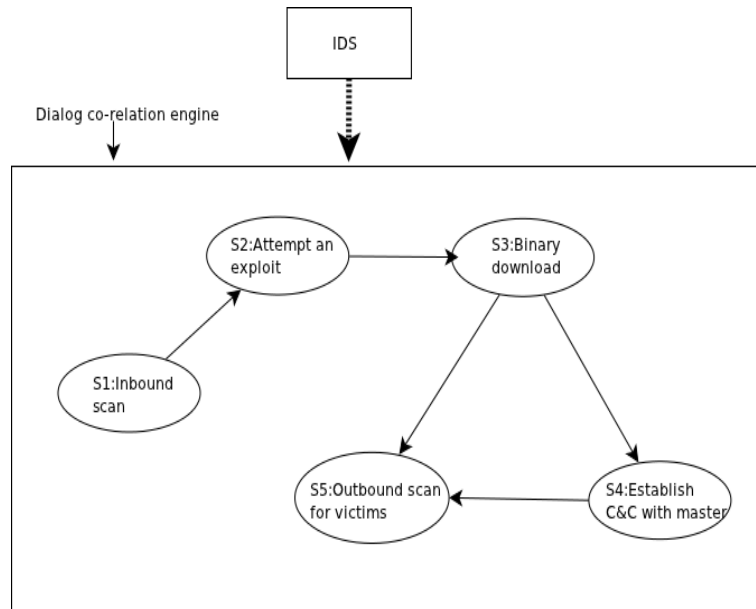 IDS
Dialog co-relation engine
S2:Attempt an
exploit
S3:Binary
download
S1:Inbound
scan
S5:Outbound scan
for victims
S4:Establish
C&C with master